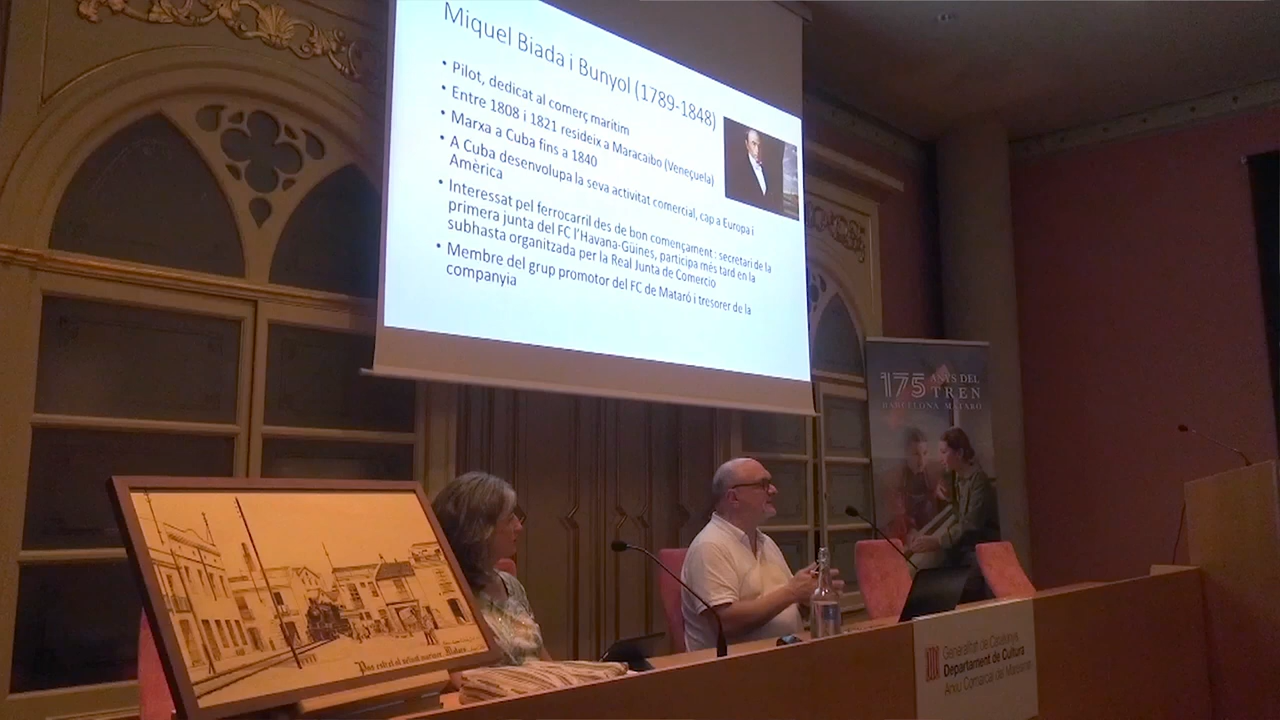 Miquel Biada i Bunyol (1789-1848)
• Pilot, dedicat al comerç marítim
• Entre 1808 i 1821 resideix a Maracaibo (Veneçuela)
• Marxa a Cuba fins a 1840
• A Cuba desenvolupa la seva activitat comercial, cap a Europa i
Amèrica
• Interessat pel ferrocarril des de bon començament : secretari de la
primera junta del FC l'Havana-Güines, participa més tard en la
subhasta organitzada per la Real Junta de Comercio
• Membre del grup promotor del FC de Mataró i tresorer de la
companyia
175 ANYS DEL
TREN
BARCELONA MATARÓ
Generalitat de Catalunya
Departament de Cultura
Arxiu Comarcal del Maresme